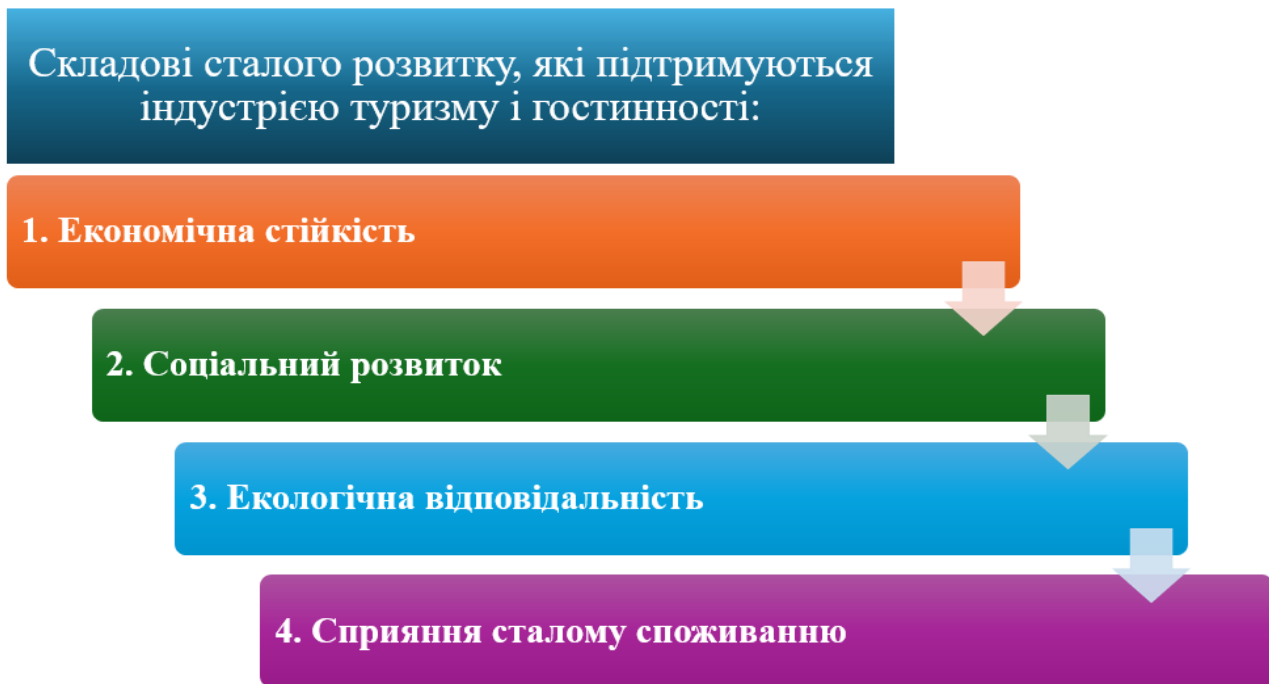 Складові сталого розвитку, які підтримуються
індустрією туризму і гостинності:
1. Економічна стійкість
2. Соціальний розвиток
3. Екологічна відповідальність
4. Сприяння сталому споживанню